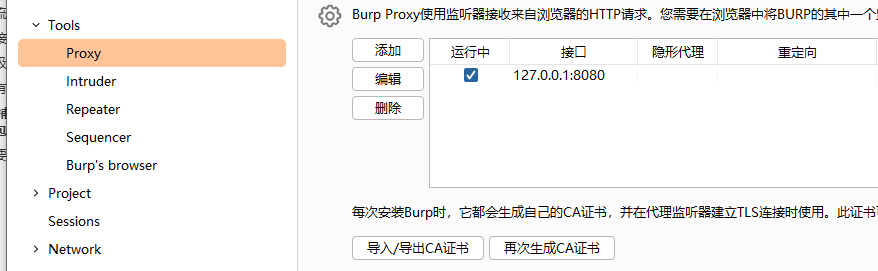 Tools
Proxy
Intruder
Repeater
Sequencer
Burp's browser
Project
Sessions
Network
Burp Proxy使用监听器接收来自浏览器的HTTP请求。您需要在浏览器中将BURP的其中一个
添加
编辑
删除
运行中 接口 隐形代理 重定向
127.0.0.1:8080
每次安装Burp时，它都会生成自己的CA证书，并在代理监听器建立TLS连接时使用。此证书
导入/导出CA证书 再次生成CA证书